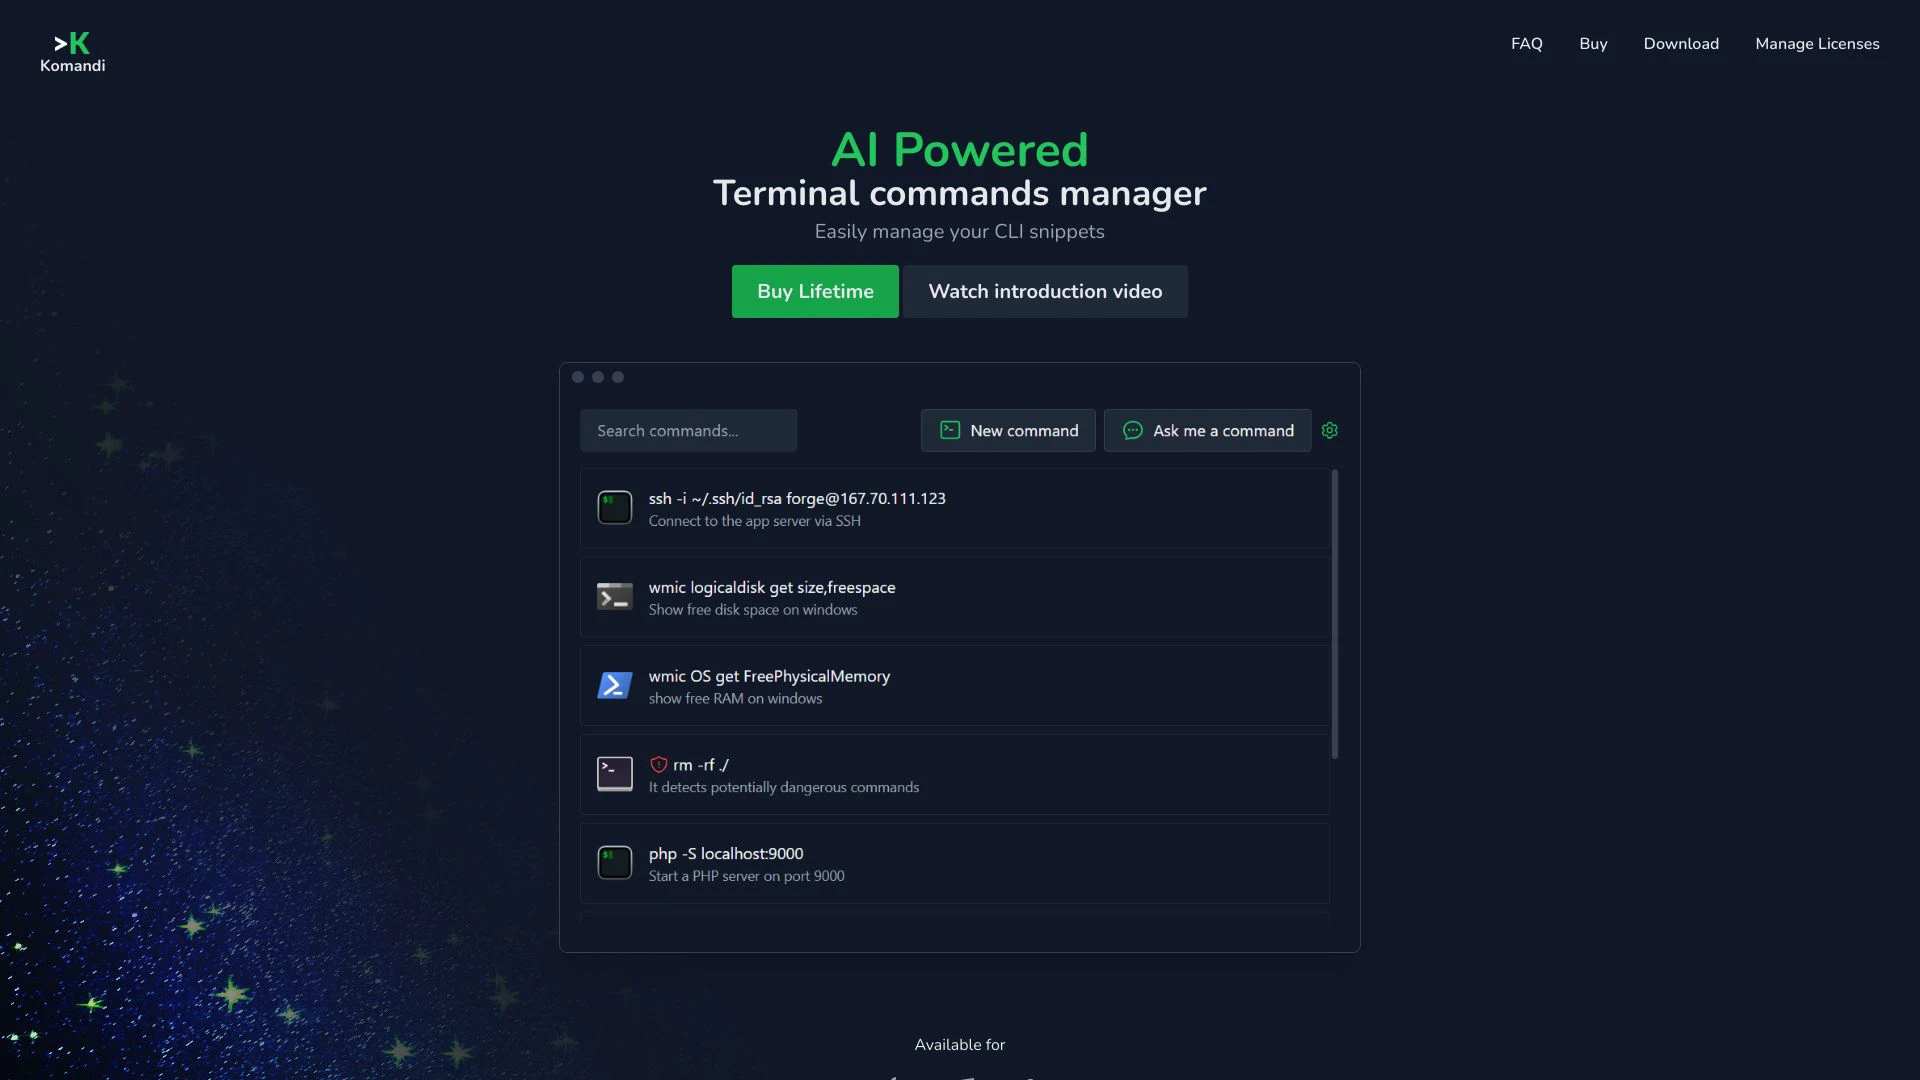 >K
Komandi
FAQ
Buy
Download
Manage Licenses
AI Powered
Terminal commands manager
Easily manage your CLI snippets
Buy Lifetime
Watch introduction video
Search commands...
New command
Ask me a command
ssh -i ~/.ssh/id_rsa forge@167.70.111.123
Connect to the app server via SSH
wmic logicaldisk get size,freespace
Show free disk space on windows
wmic OS get FreePhysicalMemory
show free RAM on windows
rm -rf ./
It detects potentially dangerous commands
php -S localhost:9000
Start a PHP server on port 9000
Available for